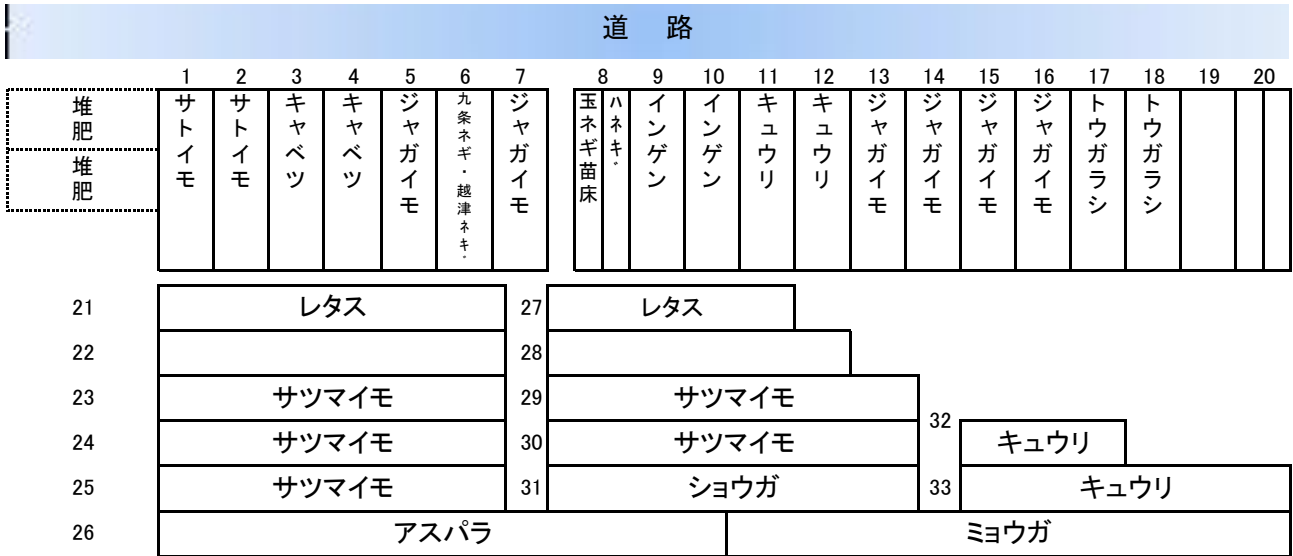 道 路
1 2 3 4 5 6 7 8 9 10 11 12 13 14 15 16 17 18 19 20
堆肥
堆肥
サトイモ
サトイモ
キャベツ
キャベツ
ジャガイモ
九条ネギ・越津ネギ
ジャガイモ
玉ネギ苗床
ハネギ
インゲン
インゲン
キュウリ
キュウリ
ジャガイモ
ジャガイモ
ジャガイモ
ジャガイモ
トウガラシ
トウガラシ
21 レタス 27 レタス
22 28
23 サツマイモ 29 サツマイモ
32
24 サツマイモ 30 サツマイモ キュウリ
25 サツマイモ 31 ショウガ 33 キュウリ
26 アスパラ ミョウガ